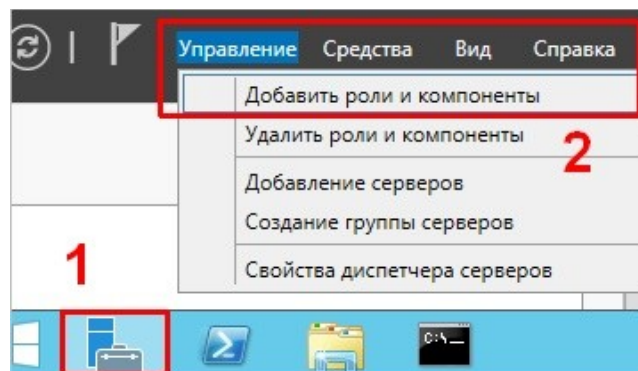 Управление Средства Вид Справка
Добавить роли и компоненты
Удалить роли и компоненты
2
Добавление серверов
Создание группы серверов
1
Свойства диспетчера серверов
C:\_